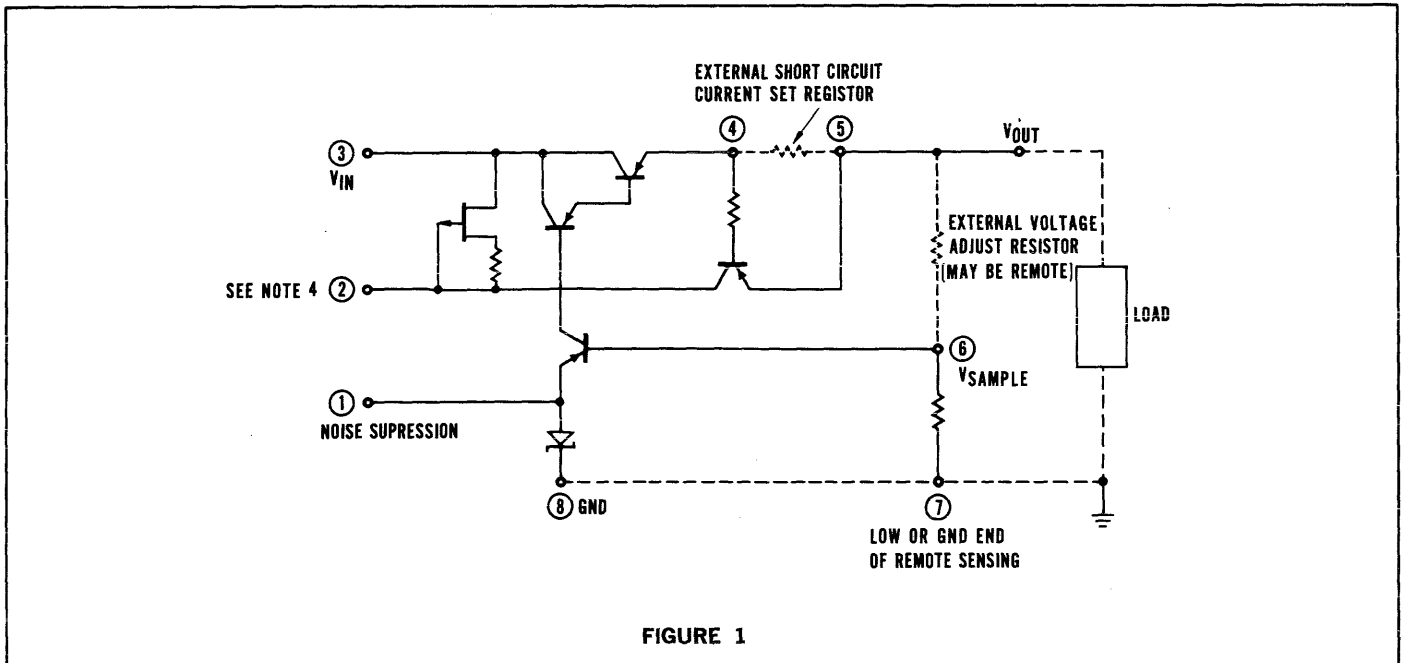 EXTERNAL SHORT CIRCUIT
CURRENT SET REGISTOR
④
⑤
VOUT
③
VIN
EXTERNAL VOLTAGE
ADJUST RESISTOR
(MAY BE REMOTE)
SEE NOTE 4 ②
LOAD
⑥
VSAMPLE
①
NOISE SUPRESSION
⑧ GND
⑦
LOW OR GND END
OF REMOTE SENSING
FIGURE 1